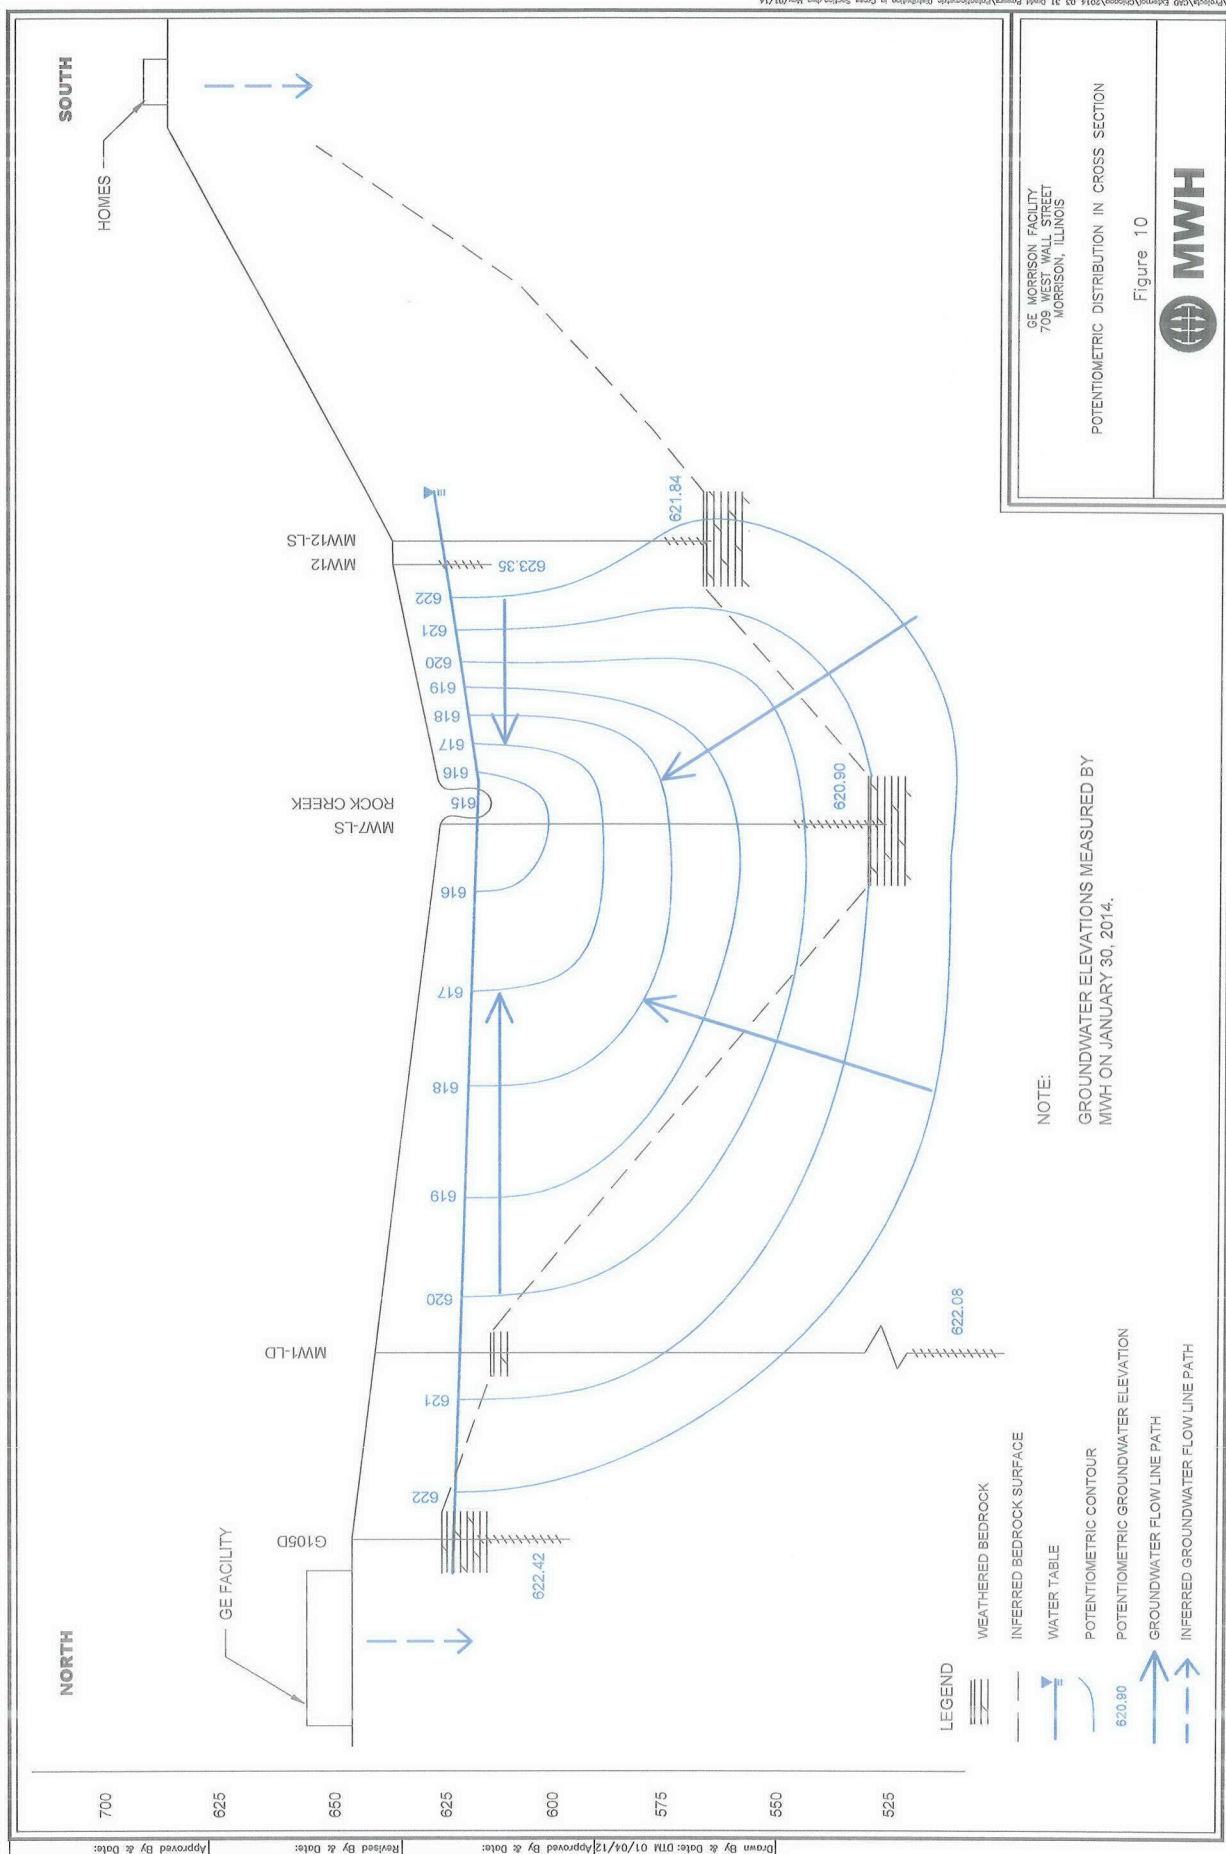 NORTH
SOUTH
GE FACILITY
HOMES
700
625
650
625
600
575
550
525
G105D
MW1-LD
MW7-LS
ROCK CREEK
MW12
MW12-LS
622
621
620
619
618
617
616
615
616
617
618
619
620
621
622
622.42
622.08
620.90
623.35
621.84
LEGEND
WEATHERED BEDROCK
INFERRED BEDROCK SURFACE
WATER TABLE
POTENTIOMETRIC CONTOUR
620.90 POTENTIOMETRIC GROUNDWATER ELEVATION
GROUNDWATER FLOW LINE PATH
INFERRED GROUNDWATER FLOW LINE PATH
NOTE:
GROUNDWATER ELEVATIONS MEASURED BY
MWH ON JANUARY 30, 2014.
GE MORRISON FACILITY
709 WEST WALL STREET
MORRISON, ILLINOIS
POTENTIOMETRIC DISTRIBUTION IN CROSS SECTION
Figure 10
MWH
Drawn By & Date: DTM 01/04/12
Approved By & Date:
Revised By & Date:
Approved By & Date: